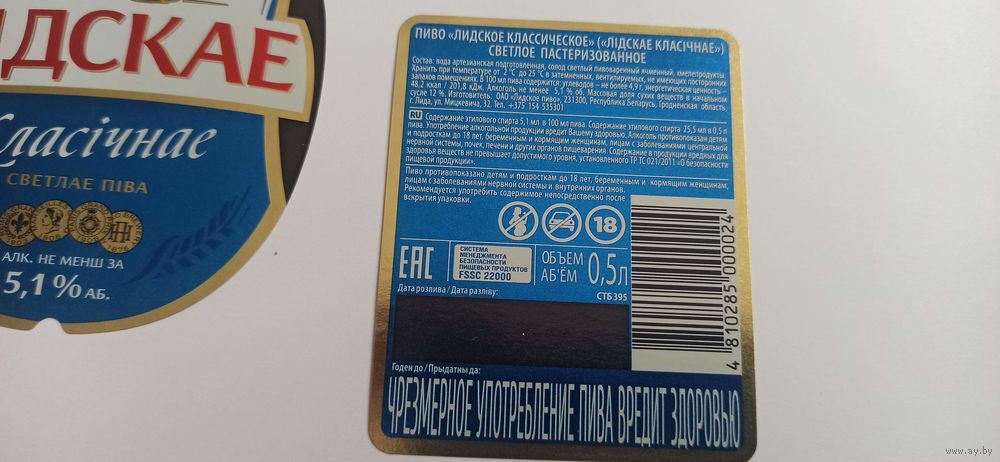 ІДСКАЕ
Класічнае
СВЕТЛАЕ ПІВА
АЛК. НЕ МЕНШ ЗА
5,1% АБ.
ПИВО «ЛИДСКОЕ КЛАССИЧЕСКОЕ» («ЛІДСКАЕ КЛАСІЧНАЕ»)
СВЕТЛОЕ ПАСТЕРИЗОВАННОЕ
Состав: вода артезианская подготовленная, солод светлый пивоваренный ячменный, хмелепродукты.
Хранить при температуре от 2 °С до 25 °С в затемненных, вентилируемых, не имеющих посторонних
запахов помещениях. В 100 мл пива содержится: углеводов – не более 4,9 г, энергетическая ценность –
48,2 ккал / 201,8 кДж. Алкоголь не менее 5,1 % об. Массовая доля сухих веществ в начальном
сусле 12 %. Изготовитель: ОАО «Лидское пиво», 231300, Республика Беларусь, Гродненская область,
г. Лида, ул. Мицкевича, 32. Тел. +375 154 535301
RU Содержание этилового спирта 5,1 мл в 100 мл пива. Содержание этилового спирта 25,5 мл в 0,5 л
пива. Употребление алкогольной продукции вредит Вашему здоровью. Алкоголь противопоказан детям
и подросткам до 18 лет, беременным и кормящим женщинам, лицам с заболеваниями центральной
нервной системы, почек, печени и других органов пищеварения. Содержание в продукции вредных для
здоровья веществ не превышает допустимого уровня, установленного ТР ТС 021/2011 «О безопасности
пищевой продукции».
Пиво противопоказано детям и подросткам до 18 лет, беременным и кормящим женщинам,
лицам с заболеваниями нервной системы и внутренних органов.
Рекомендуется употребить содержимое непосредственно после
вскрытия упаковки.
18
ЕАС
СИСТЕМА
МЕНЕДЖМЕНТА
БЕЗОПАСНОСТИ
ПИЩЕВЫХ ПРОДУКТОВ
FSSC 22000
ОБЪЕМ
АБ'ЁМ
0,5л
Дата розлива / Дата разліву:
СТБ 395
4 810285 000024
Годен до / Прыдатны да:
ЧРЕЗМЕРНОЕ УПОТРЕБЛЕНИЕ ПИВА ВРЕДИТ ЗДОРОВЬЮ
www.ay.by